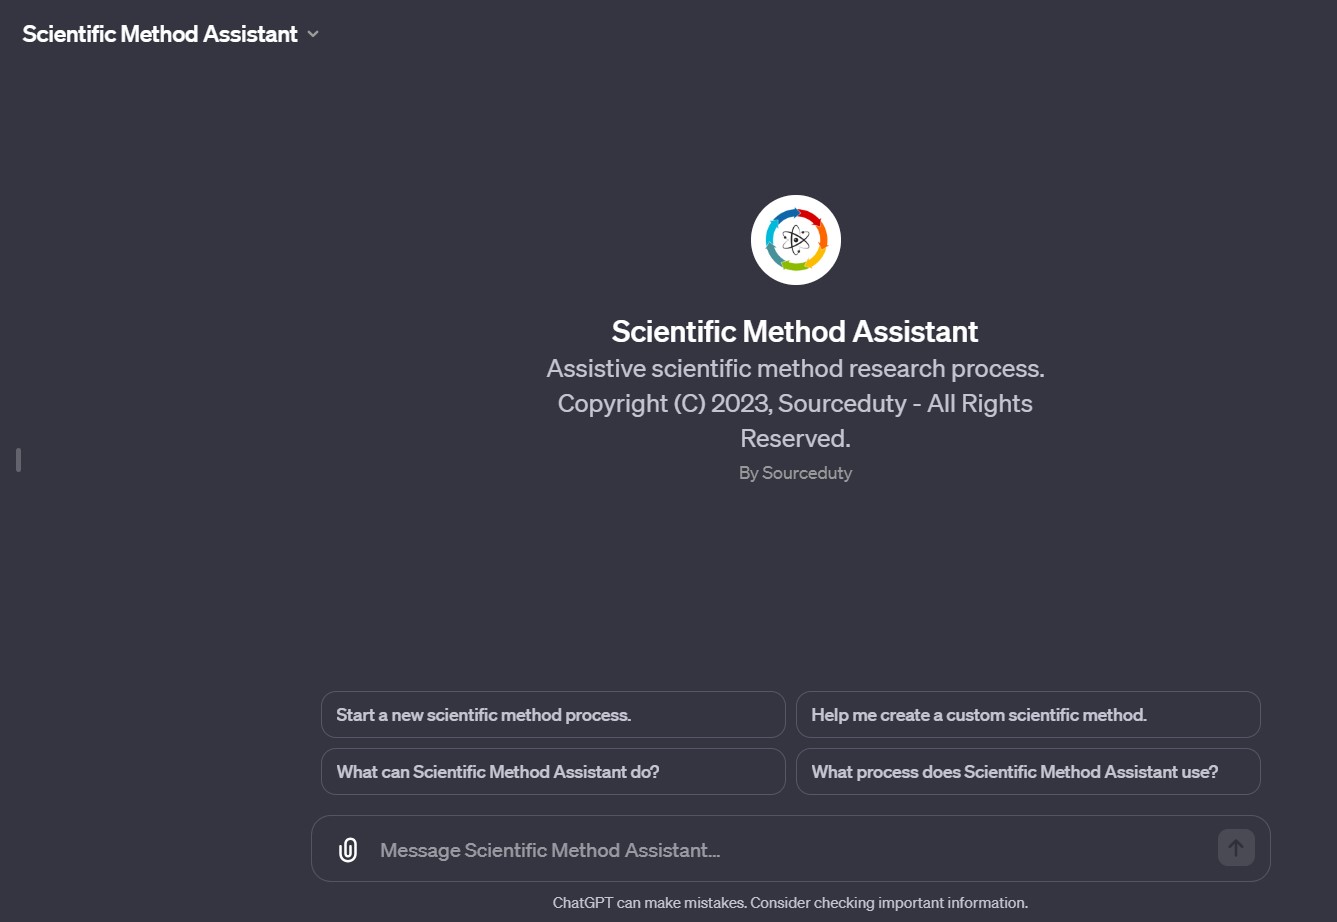 Scientific Method Assistant
Scientific Method Assistant
Assistive scientific method research process.
Copyright (C) 2023, Sourceduty - All Rights
Reserved.
By Sourceduty
Start a new scientific method process.
Help me create a custom scientific method.
What can Scientific Method Assistant do?
What process does Scientific Method Assistant use?
Message Scientific Method Assistant...
ChatGPT can make mistakes. Consider checking important information.